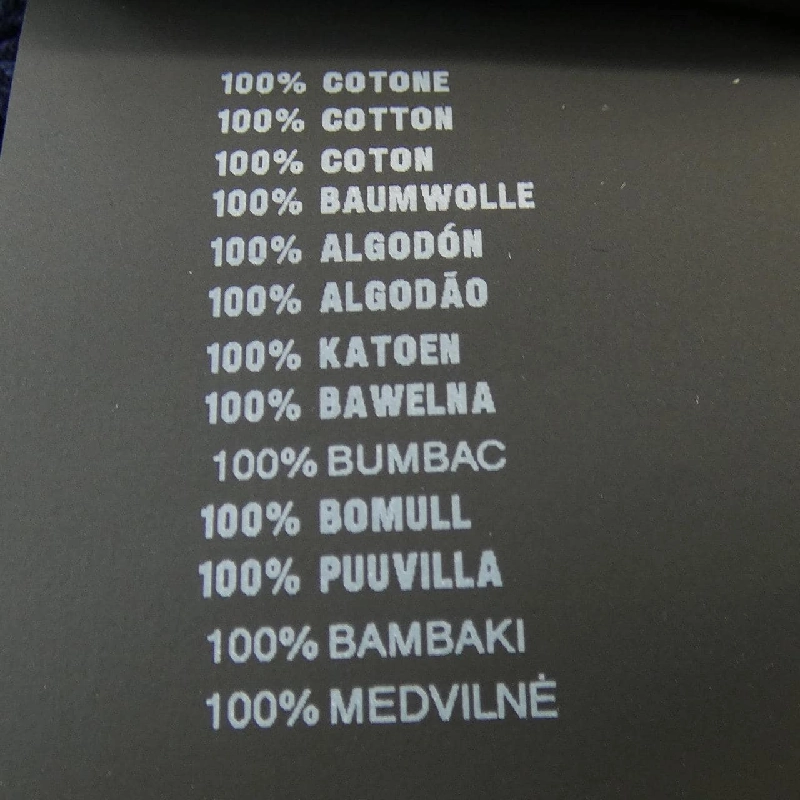 100% COTONE
100% COTTON
100% COTON
100% BAUMWOLLE
100% ALGODÓN
100% ALGODÃO
100% KATOEN
100% BAWELNA
100% BUMBAC
100% BOMULL
100% PUUVILLA
100% BAMBAKI
100% MEDVILNĖ